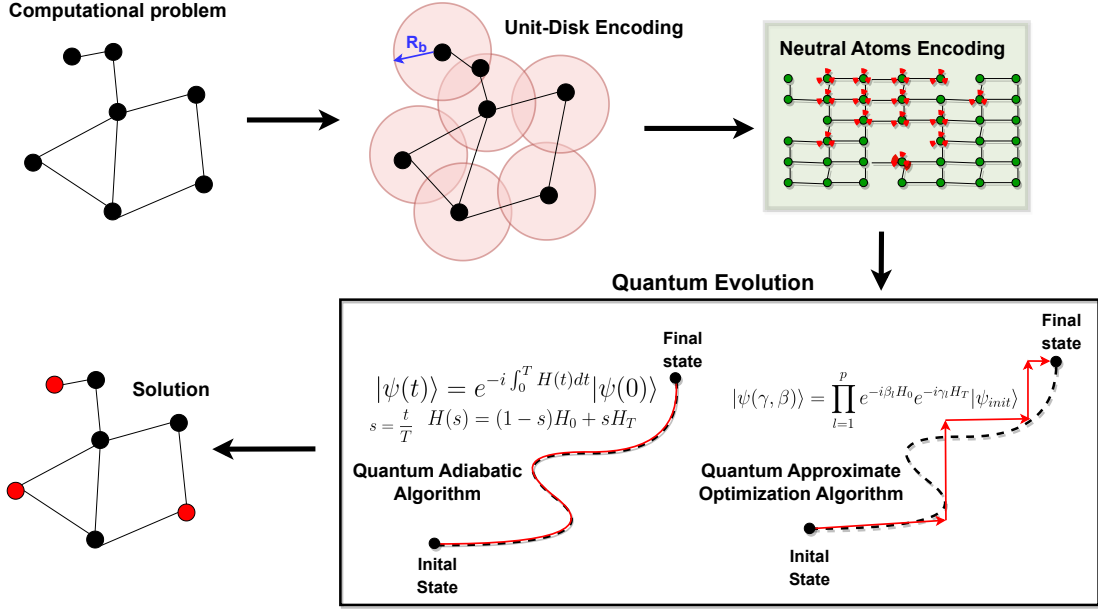 Computational problem
Unit-Disk Encoding
R_b
Neutral Atoms Encoding
Quantum Evolution
Final
state
|ψ(t)⟩ = e^{-i ∫_0^T H(t)dt}|ψ(0)⟩
s = t/T H(s) = (1 − s)H_0 + sH_T
Quantum Adiabatic
Algorithm
Inital
State
Final
state
|ψ(γ, β)⟩ = ∏_{l=1}^{p} e^{-iβ_l H_0} e^{-iγ_l H_T}|ψ_{init}⟩
Quantum Approximate
Optimization Algorithm
Inital
State
Solution